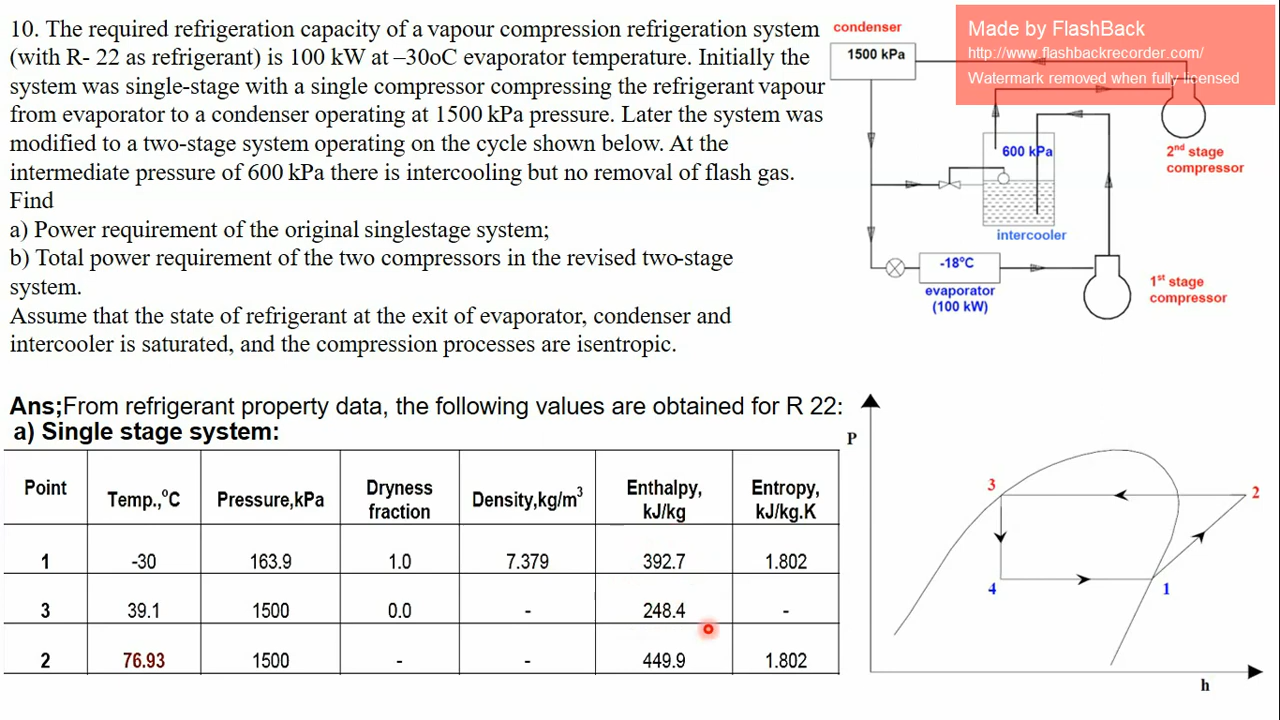 10. The required refrigeration capacity of a vapour compression refrigeration system
(with R- 22 as refrigerant) is 100 kW at –30oC evaporator temperature. Initially the
system was single-stage with a single compressor compressing the refrigerant vapour
from evaporator to a condenser operating at 1500 kPa pressure. Later the system was
modified to a two-stage system operating on the cycle shown below. At the
intermediate pressure of 600 kPa there is intercooling but no removal of flash gas.
Find
a) Power requirement of the original singlestage system;
b) Total power requirement of the two compressors in the revised two-stage
system.
Assume that the state of refrigerant at the exit of evaporator, condenser and
intercooler is saturated, and the compression processes are isentropic.
condenser
1500 kPa
Made by FlashBack
http://www.flashbackrecorder.com/
Watermark removed when fully licensed
600 kPa
2nd stage
compressor
intercooler
-18°C
evaporator
(100 kW)
1st stage
compressor
Ans;From refrigerant property data, the following values are obtained for R 22:
a) Single stage system:
Point Temp.,oC Pressure,kPa Dryness fraction Density,kg/m3 Enthalpy, kJ/kg Entropy, kJ/kg.K
1 -30 163.9 1.0 7.379 392.7 1.802
3 39.1 1500 0.0 - 248.4 -
2 76.93 1500 - - 449.9 1.802
P
3
2
4
1
h